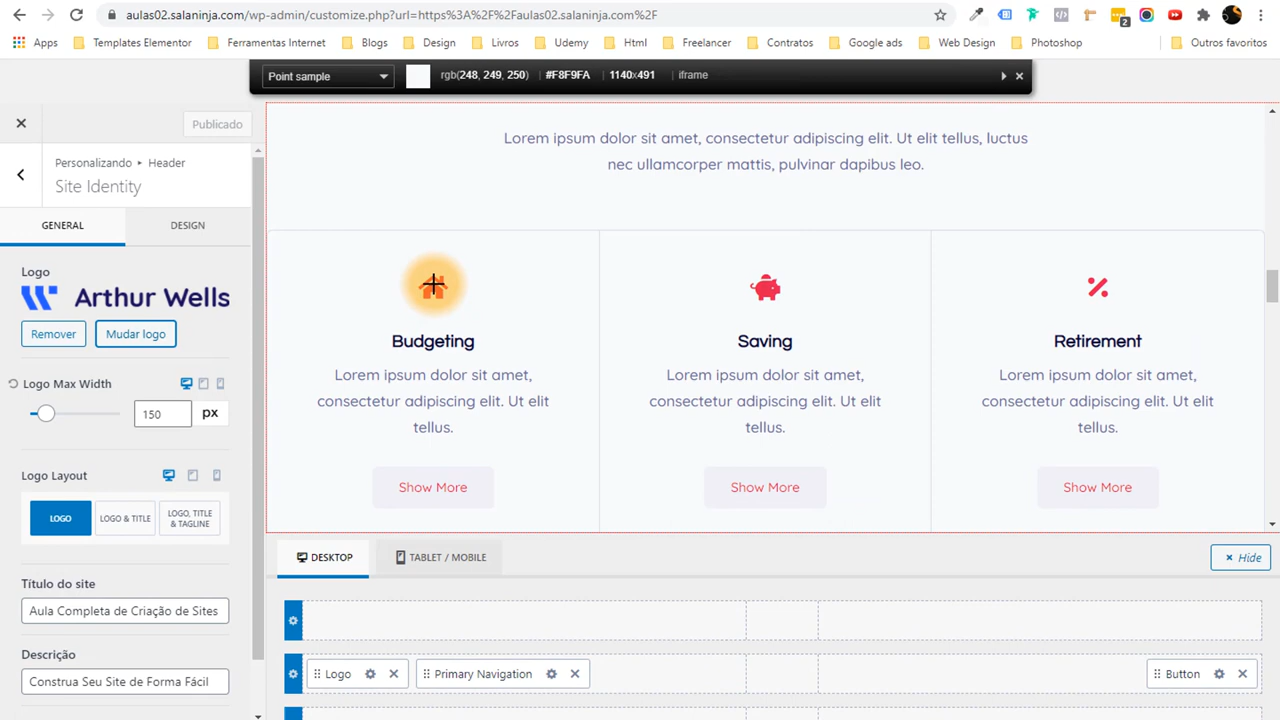 aulas02.salaninja.com/wp-admin/customize.php?url=https%3A%2F%2Faulas02.salaninja.com%2F
2
Apps Templates Elementor Ferramentas Internet Blogs Design Livros Udemy Html Freelancer Contratos Google ads Web Design Photoshop Outros favoritos
Point sample rgb(248, 249, 250) | #F8F9FA | 1140x491 | iframe
Publicado
Personalizando ▸ Header
Site Identity
GENERAL DESIGN
Logo
Arthur Wells
Remover Mudar logo
Logo Max Width
150 px
Logo Layout
LOGO LOGO & TITLE LOGO, TITLE
& TAGLINE
Título do site
Aula Completa de Criação de Sites
Descrição
Construa Seu Site de Forma Fácil
Lorem ipsum dolor sit amet, consectetur adipiscing elit. Ut elit tellus, luctus
nec ullamcorper mattis, pulvinar dapibus leo.
Budgeting
Lorem ipsum dolor sit amet,
consectetur adipiscing elit. Ut elit
tellus.
Show More
Saving
Lorem ipsum dolor sit amet,
consectetur adipiscing elit. Ut elit
tellus.
Show More
Retirement
Lorem ipsum dolor sit amet,
consectetur adipiscing elit. Ut elit
tellus.
Show More
DESKTOP TABLET / MOBILE × Hide
Logo Primary Navigation Button